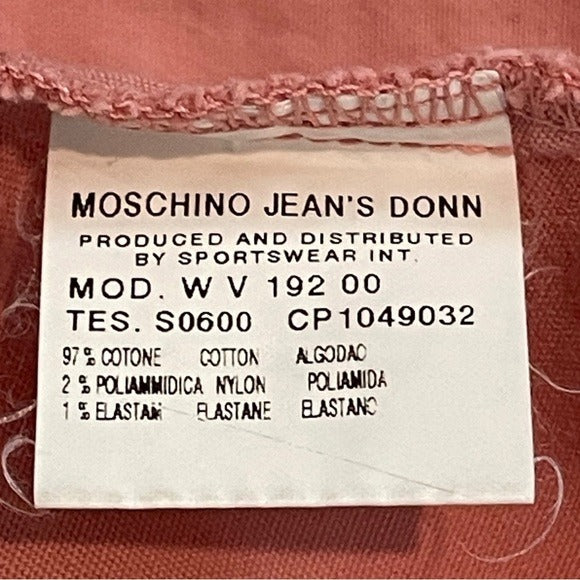 MOSCHINO JEAN'S DONN
PRODUCED AND DISTRIBUTED
BY SPORTSWEAR INT.
MOD. W V 192 00
TES. S0600 CP1049032
97% COTONE COTTON ALGODAO
2 % POLIAMMIDICA NYLON POLIAMIDA
1 % ELASTAN ELASTANE ELASTANO